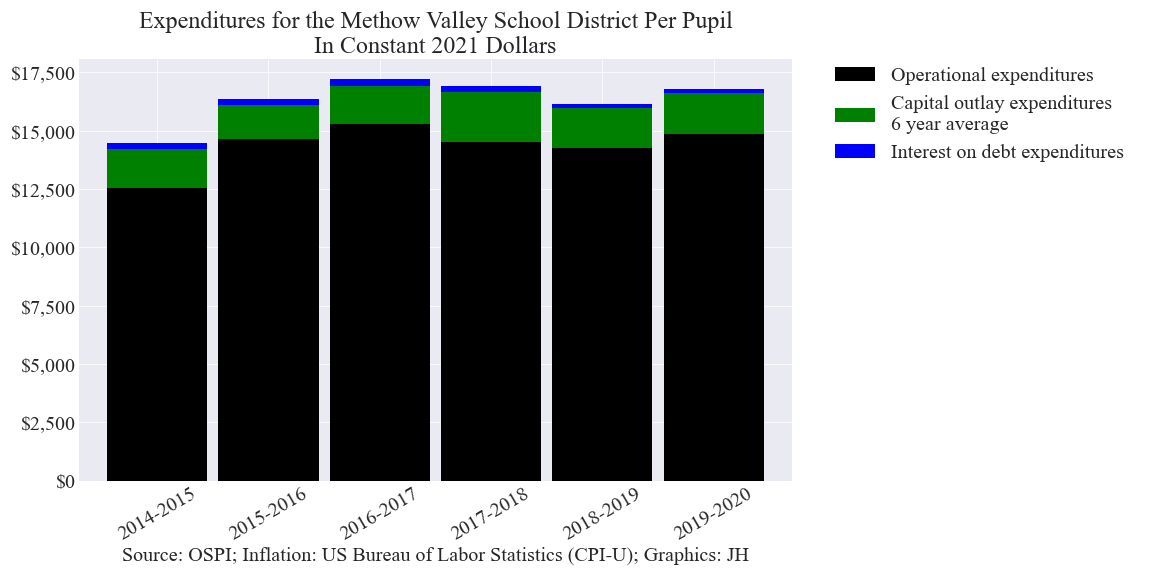 Expenditures for the Methow Valley School District Per Pupil
In Constant 2021 Dollars
$17,500
$15,000
$12,500
$10,000
$7,500
$5,000
$2,500
$0
2014-2015
2015-2016
2016-2017
2017-2018
2018-2019
2019-2020
Source: OSPI; Inflation: US Bureau of Labor Statistics (CPI-U); Graphics: JH
Operational expenditures
Capital outlay expenditures
6 year average
Interest on debt expenditures